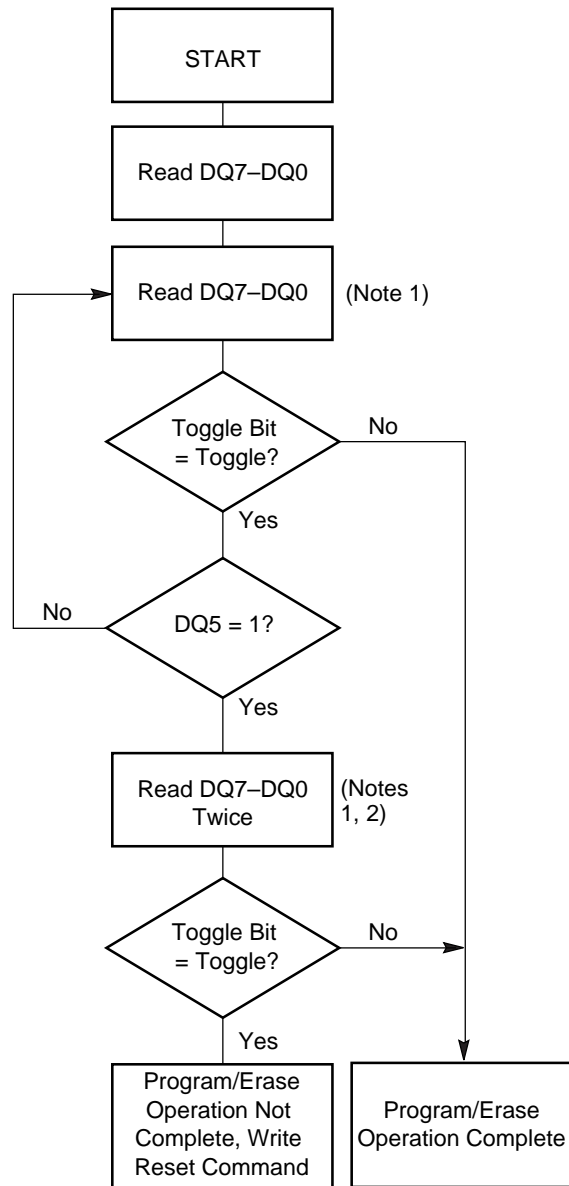 START
Read DQ7–DQ0
Read DQ7–DQ0
(Note 1)
Toggle Bit
= Toggle?
No
Yes
No
DQ5 = 1?
Yes
Read DQ7–DQ0
Twice
(Notes
1, 2)
Toggle Bit
= Toggle?
No
Yes
Program/Erase
Operation Not
Complete, Write
Reset Command
Program/Erase
Operation Complete